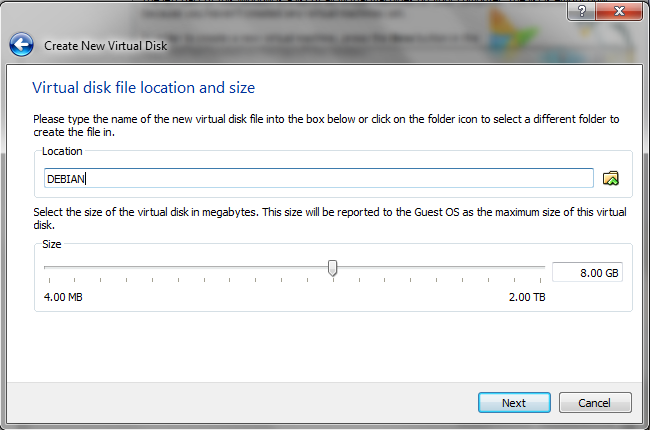 ?
X
Create New Virtual Disk
Virtual disk file location and size
Please type the name of the new virtual disk file into the box below or click on the folder icon to select a different folder to
create the file in.
Location
DEBIAN
Select the size of the virtual disk in megabytes. This size will be reported to the Guest OS as the maximum size of this virtual
disk.
Size
8.00 GB
4.00 MB
2.00 TB
Next
Cancel